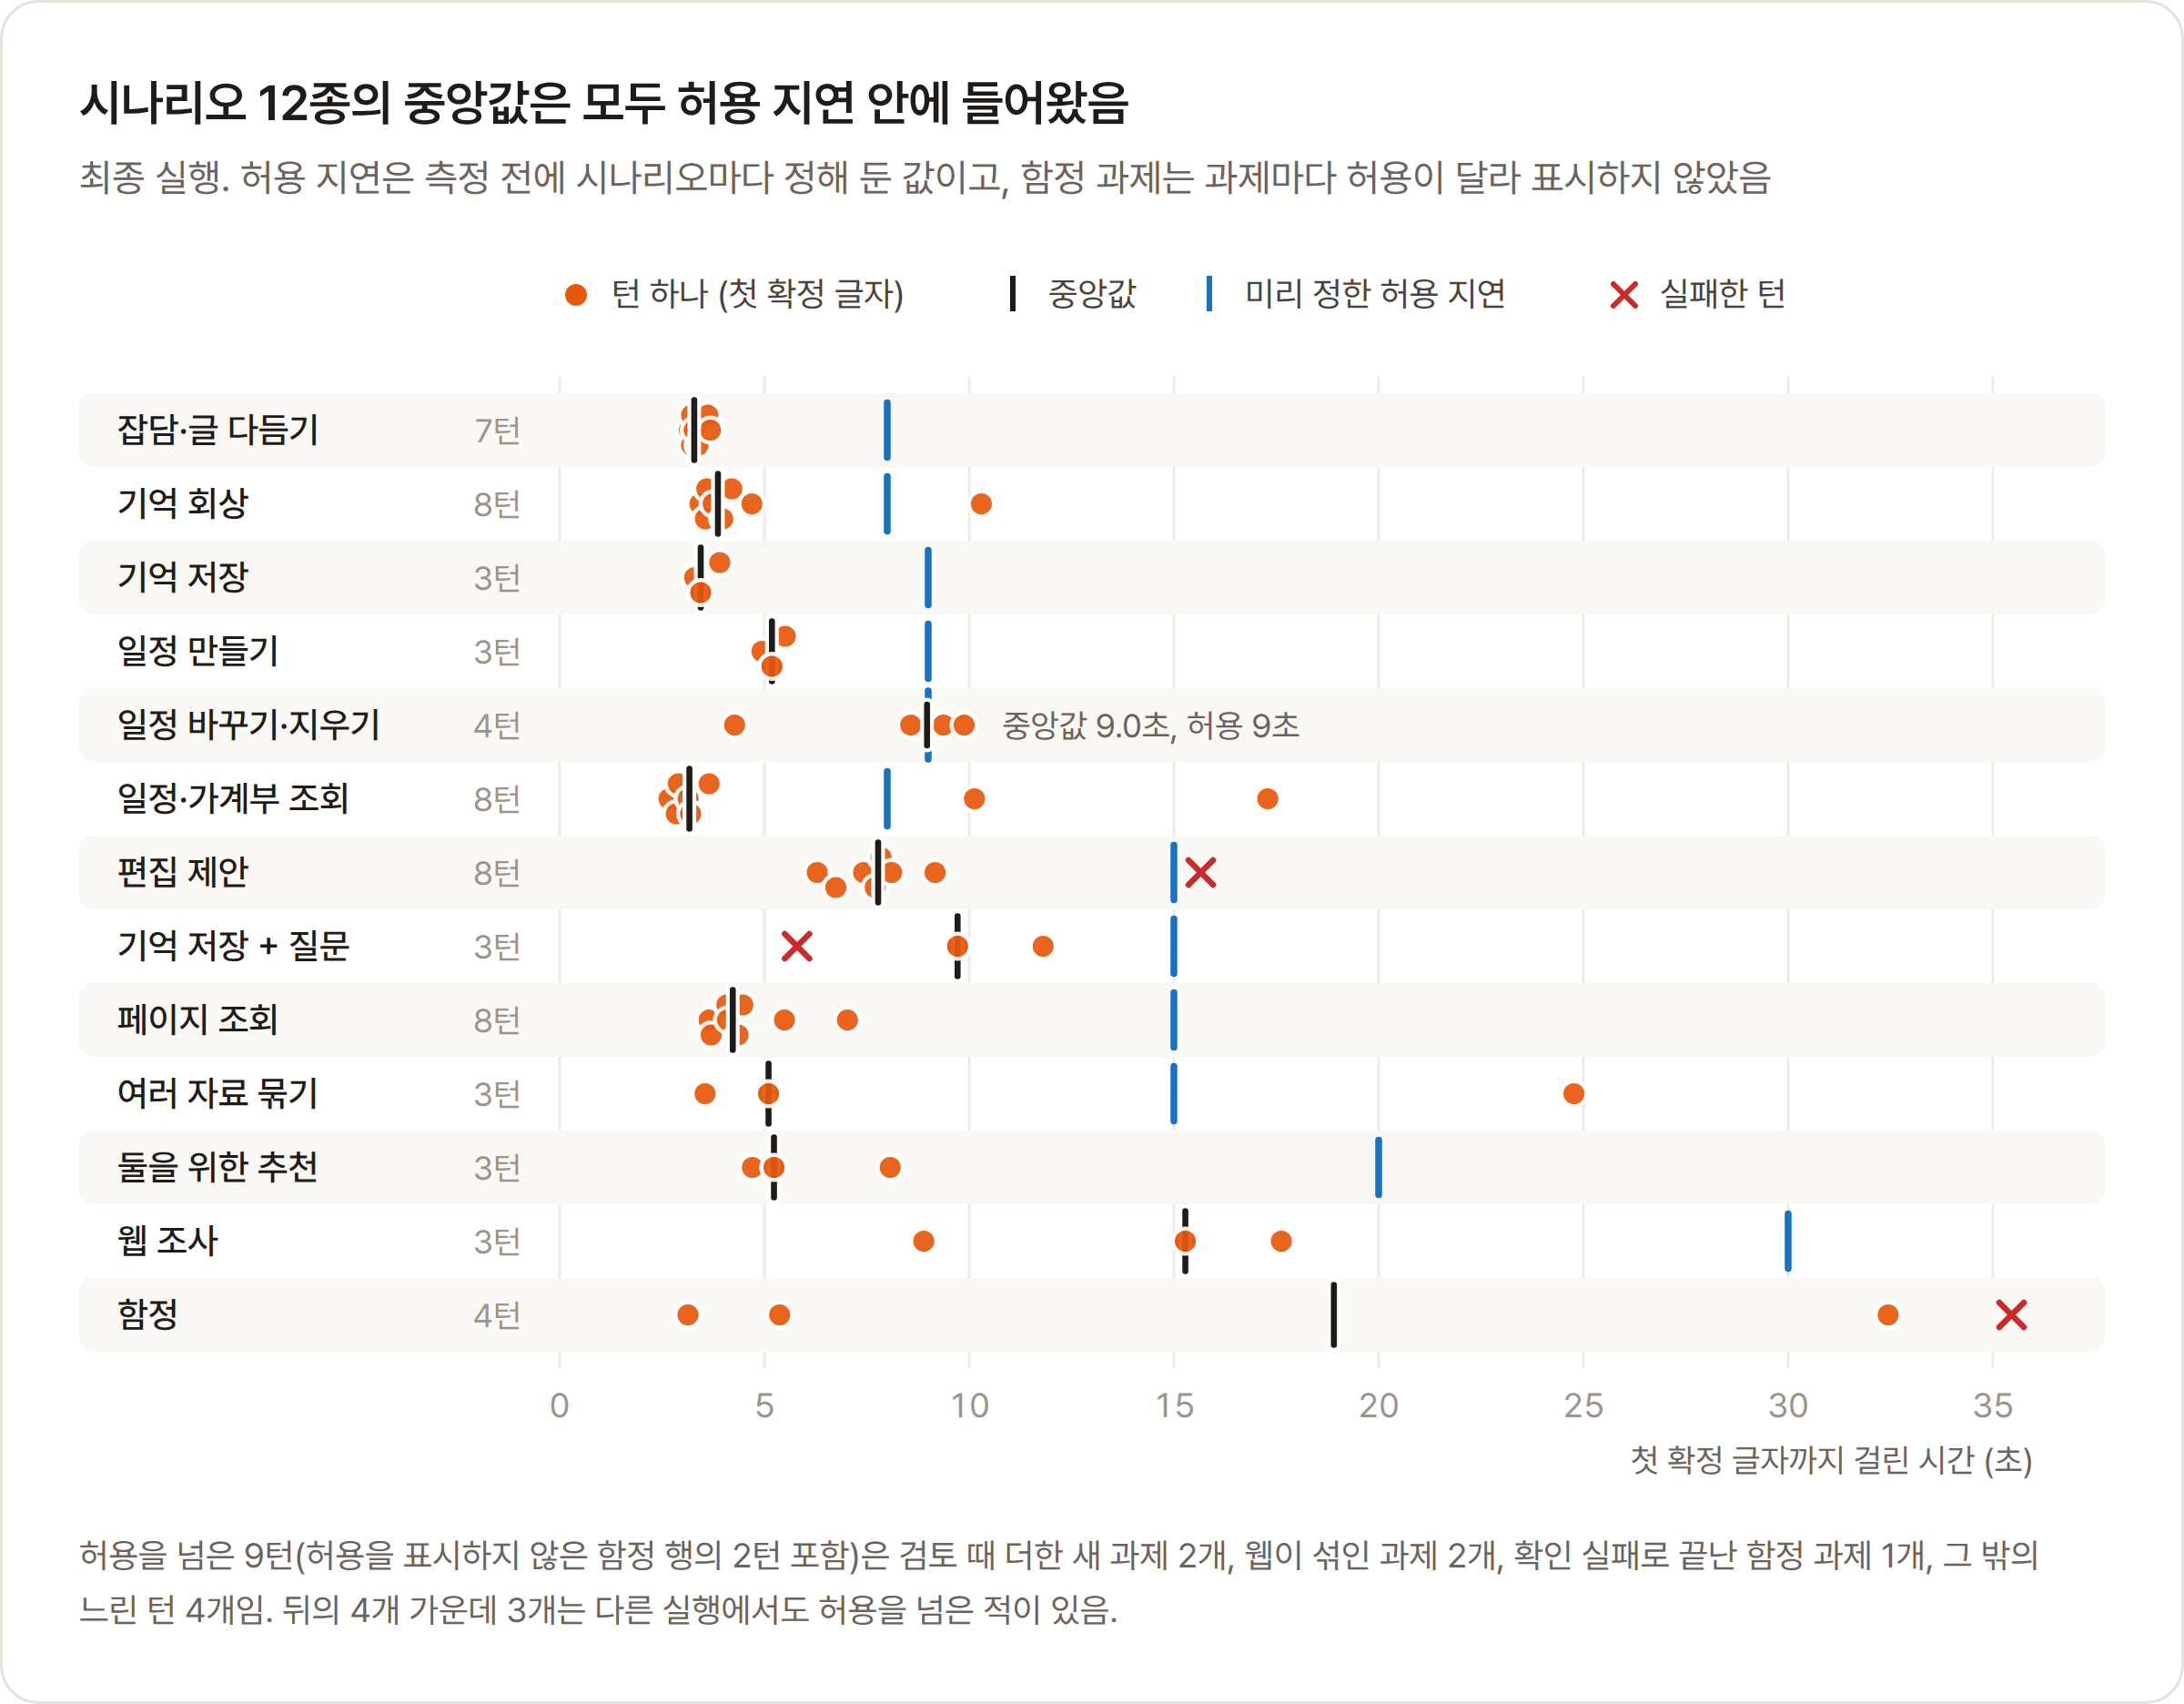 시나리오 12종의 중앙값은 모두 허용 지연 안에 들어왔음
최종 실행. 허용 지연은 측정 전에 시나리오마다 정해 둔 값이고, 함정 과제는 과제마다 허용이 달라 표시하지 않았음
턴 하나 (첫 확정 글자) 중앙값 미리 정한 허용 지연 실패한 턴
잡담·글 다듬기 7턴
기억 회상 8턴
기억 저장 3턴
일정 만들기 3턴
일정 바꾸기·지우기 4턴 중앙값 9.0초, 허용 9초
일정·가계부 조회 8턴
편집 제안 8턴
기억 저장 + 질문 3턴
페이지 조회 8턴
여러 자료 묶기 3턴
둘을 위한 추천 3턴
웹 조사 3턴
함정 4턴
0 5 10 15 20 25 30 35
첫 확정 글자까지 걸린 시간 (초)
허용을 넘은 9턴(허용을 표시하지 않은 함정 행의 2턴 포함)은 검토 때 더한 새 과제 2개, 웹이 섞인 과제 2개, 확인 실패로 끝난 함정 과제 1개, 그 밖의
느린 턴 4개임. 뒤의 4개 가운데 3개는 다른 실행에서도 허용을 넘은 적이 있음.